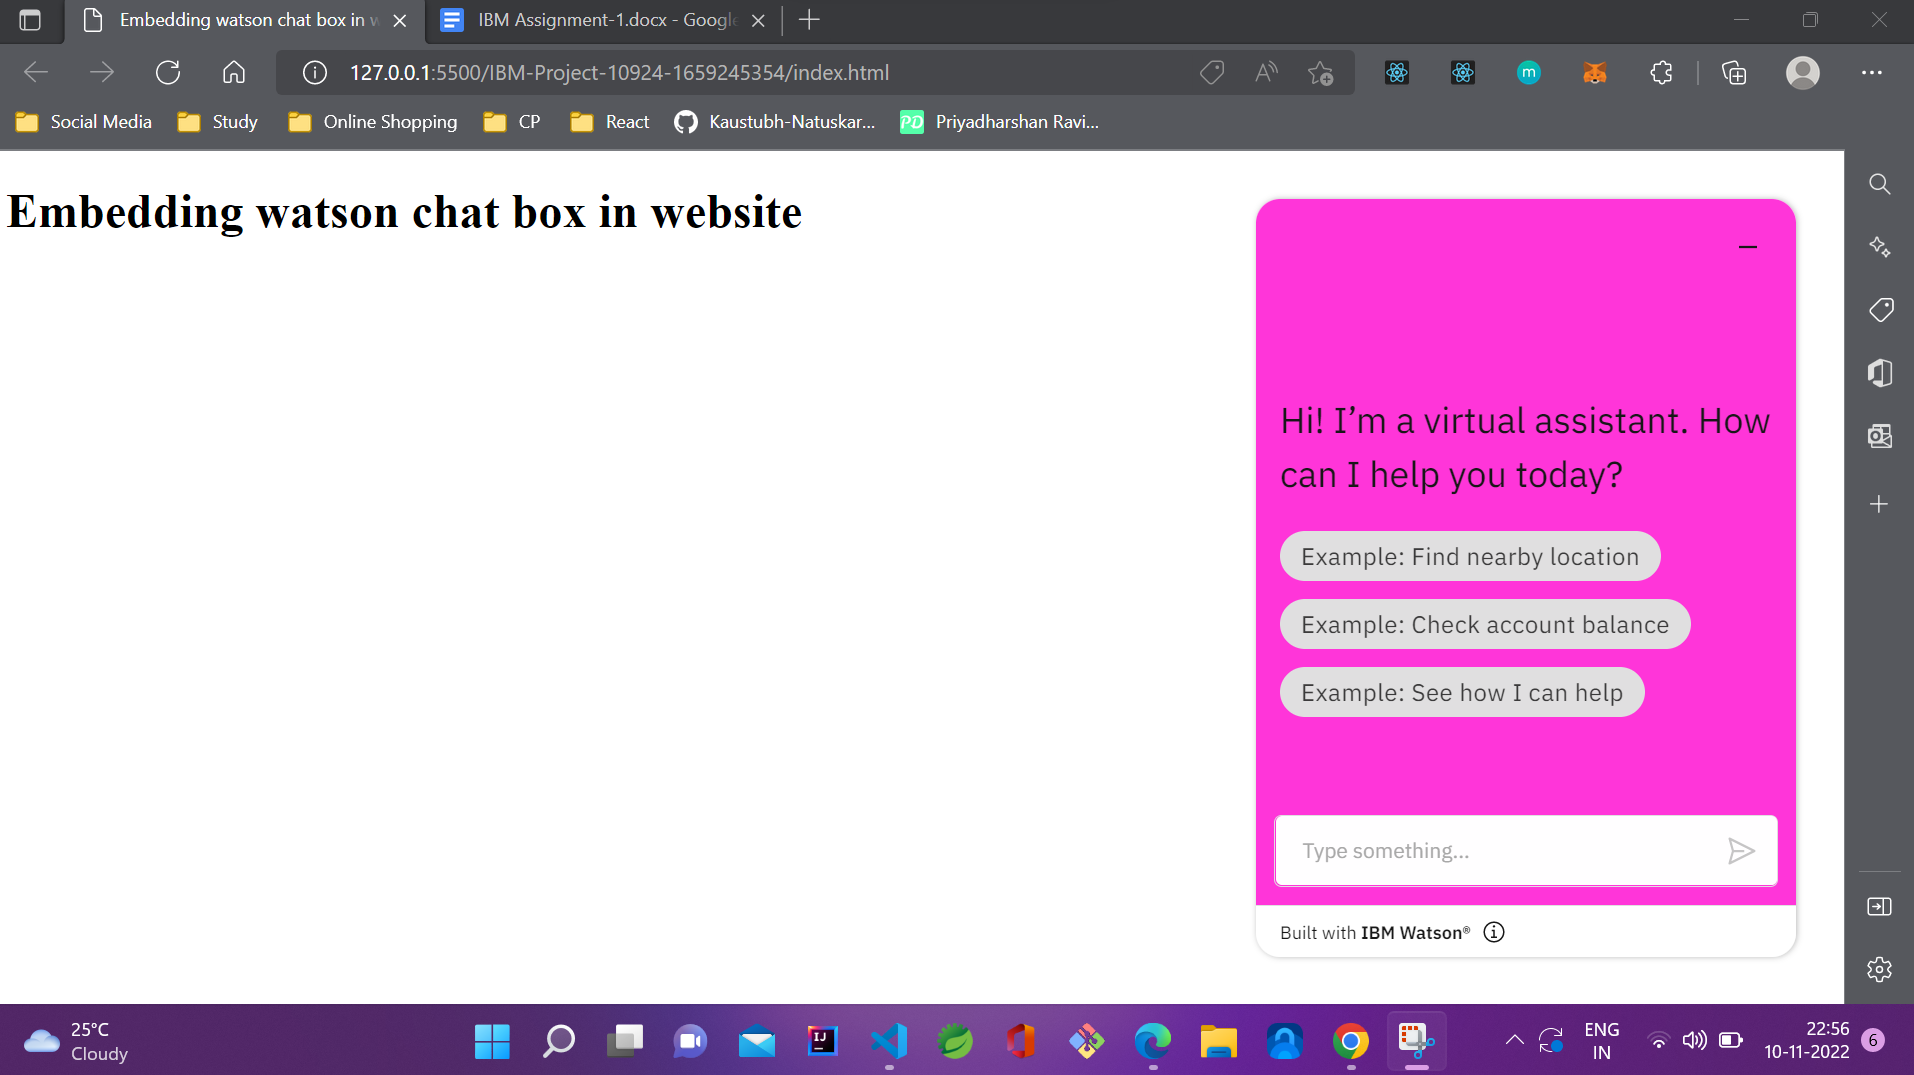 Embedding watson chat box in w
IBM Assignment-1.docx - Google
127.0.0.1:5500/IBM-Project-10924-1659245354/index.html
A
m
Social Media
Study
Online Shopping
CP
React
Kaustubh-Natuskar...
PD
Priyadharshan Ravi...
Embedding watson chat box in website
Hi! I’m a virtual assistant. How
can I help you today?
Example: Find nearby location
Example: Check account balance
Example: See how I can help
Type something...
Built with IBM Watson®
25°C
Cloudy
IJ
ENG
IN
22:56
10-11-2022
6